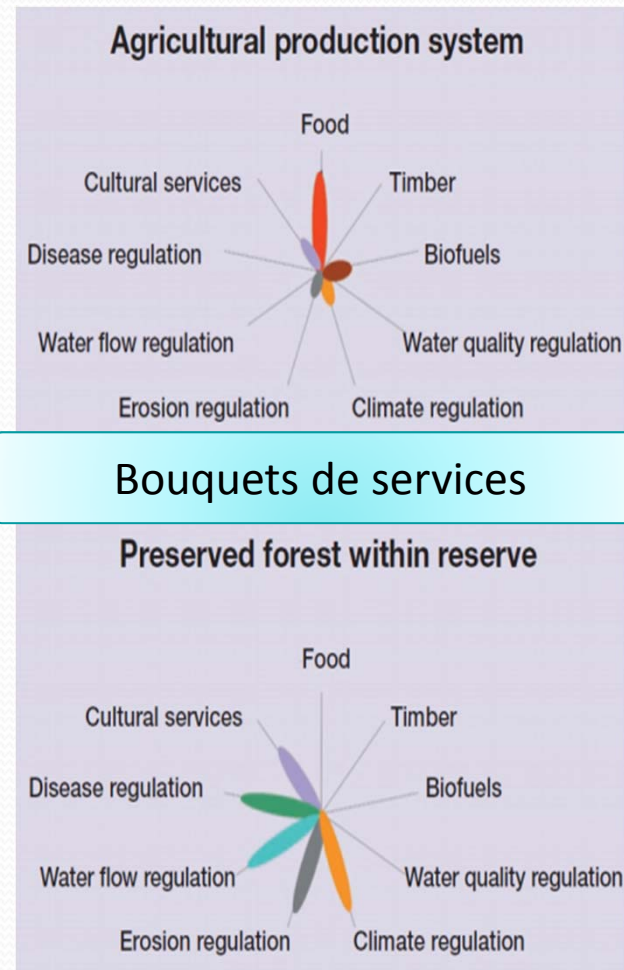 Agricultural production system
Food
Cultural services
Timber
Disease regulation
Biofuels
Water flow regulation
Water quality regulation
Erosion regulation
Climate regulation
Bouquets de services
Preserved forest within reserve
Food
Cultural services
Timber
Disease regulation
Biofuels
Water flow regulation
Water quality regulation
Erosion regulation
Climate regulation